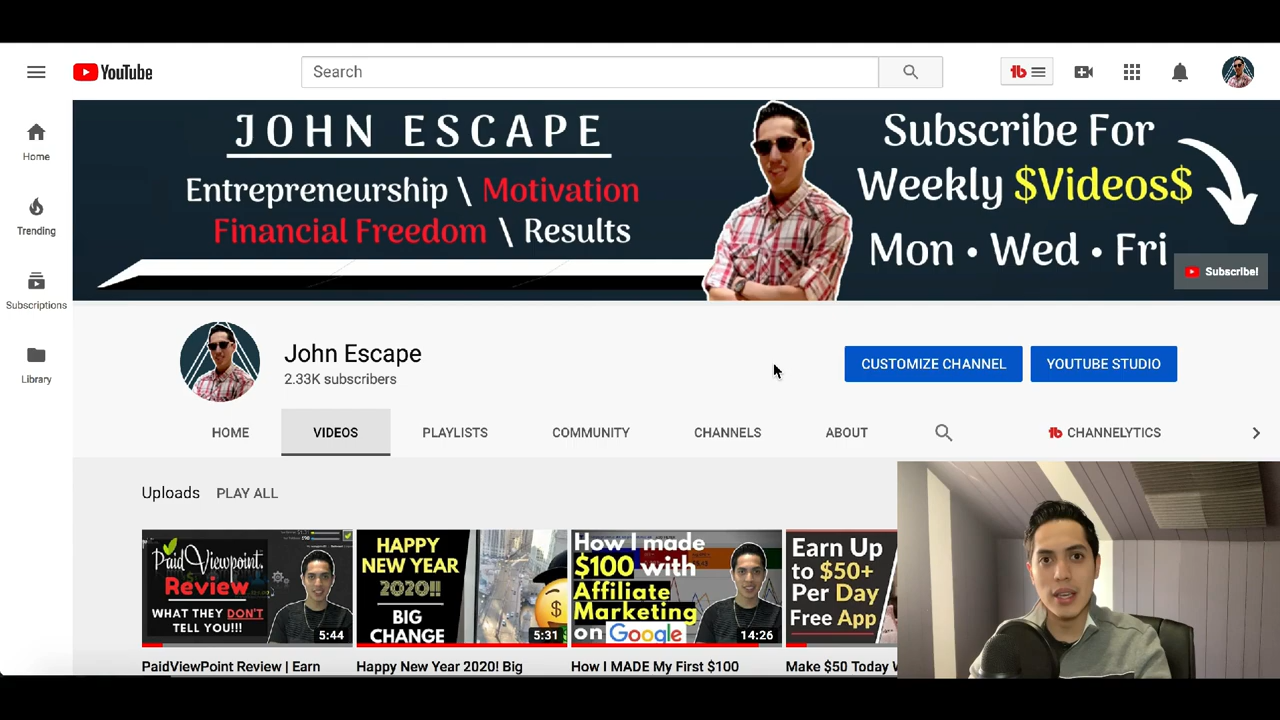 YouTube
Search
Home
Trending
Subscriptions
Library
JOHN ESCAPE
Entrepreneurship \ Motivation
Financial Freedom \ Results
Subscribe For
Weekly $Videos$
Mon • Wed • Fri
Subscribe!
John Escape
2.33K subscribers
CUSTOMIZE CHANNEL
YOUTUBE STUDIO
HOME VIDEOS PLAYLISTS COMMUNITY CHANNELS ABOUT CHANNELYTICS
Uploads PLAY ALL
PaidViewPoint.
Review
WHAT THEY DON'T
TELL YOU!!!
5:44
PaidViewPoint Review | Earn
HAPPY
NEW YEAR
2020!!
BIG
CHANGE
5:31
Happy New Year 2020! Big
How I made
$100 with
Affiliate
Marketing
on Google
14:26
How I MADE My First $100
Earn Up
to $50+
Per Day
Free App
Make $50 Today